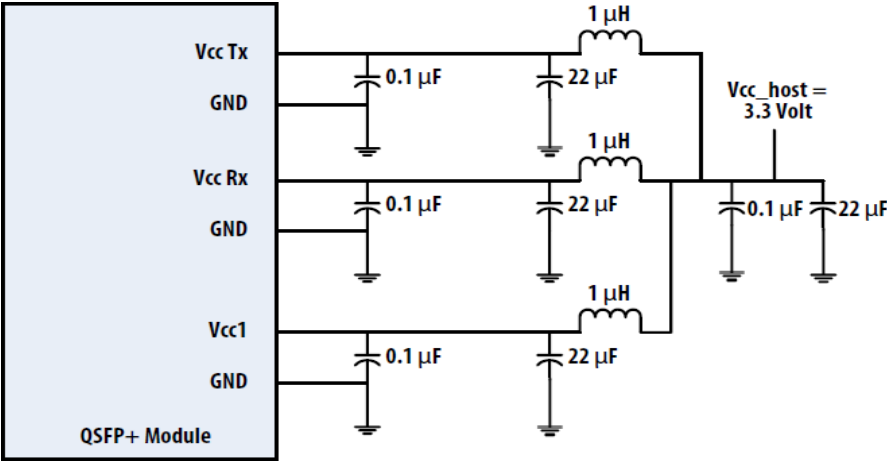 1 μH
Vcc Tx
0.1 μF
22 μF
GND
Vcc_host =
3.3 Volt
1 μH
Vcc Rx
0.1 μF
22 μF
0.1 μF
22 μF
GND
1 μH
Vcc1
0.1 μF
22 μF
GND
QSFP+ Module